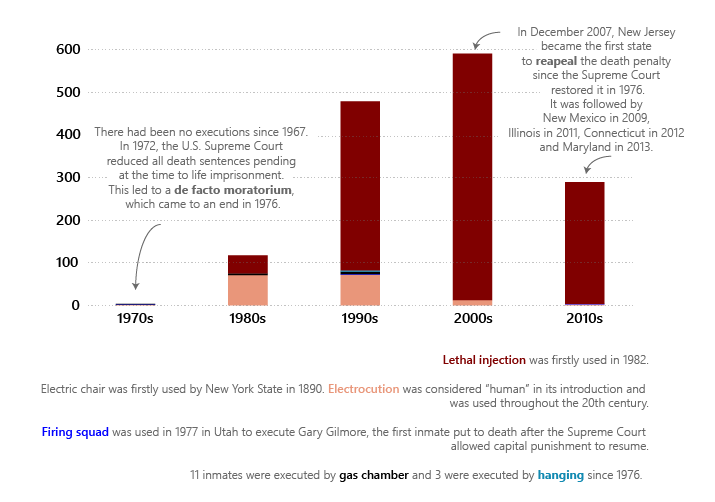 In December 2007, New Jersey
became the first state
to reapeal the death penalty
since the Supreme Court
restored it in 1976.
It was followed by
New Mexico in 2009,
Illinois in 2011, Connecticut in 2012
and Maryland in 2013.
There had been no executions since 1967.
In 1972, the U.S. Supreme Court
reduced all death sentences pending
at the time to life imprisonment.
This led to a de facto moratorium,
which came to an end in 1976.
600
500
400
300
200
100
0
1970s
1980s
1990s
2000s
2010s
Lethal injection was firstly used in 1982.
Electric chair was firstly used by New York State in 1890. Electrocution was considered “human” in its introduction and
was used throughout the 20th century.
Firing squad was used in 1977 in Utah to execute Gary Gilmore, the first inmate put to death after the Supreme Court
allowed capital punishment to resume.
11 inmates were executed by gas chamber and 3 were executed by hanging since 1976.